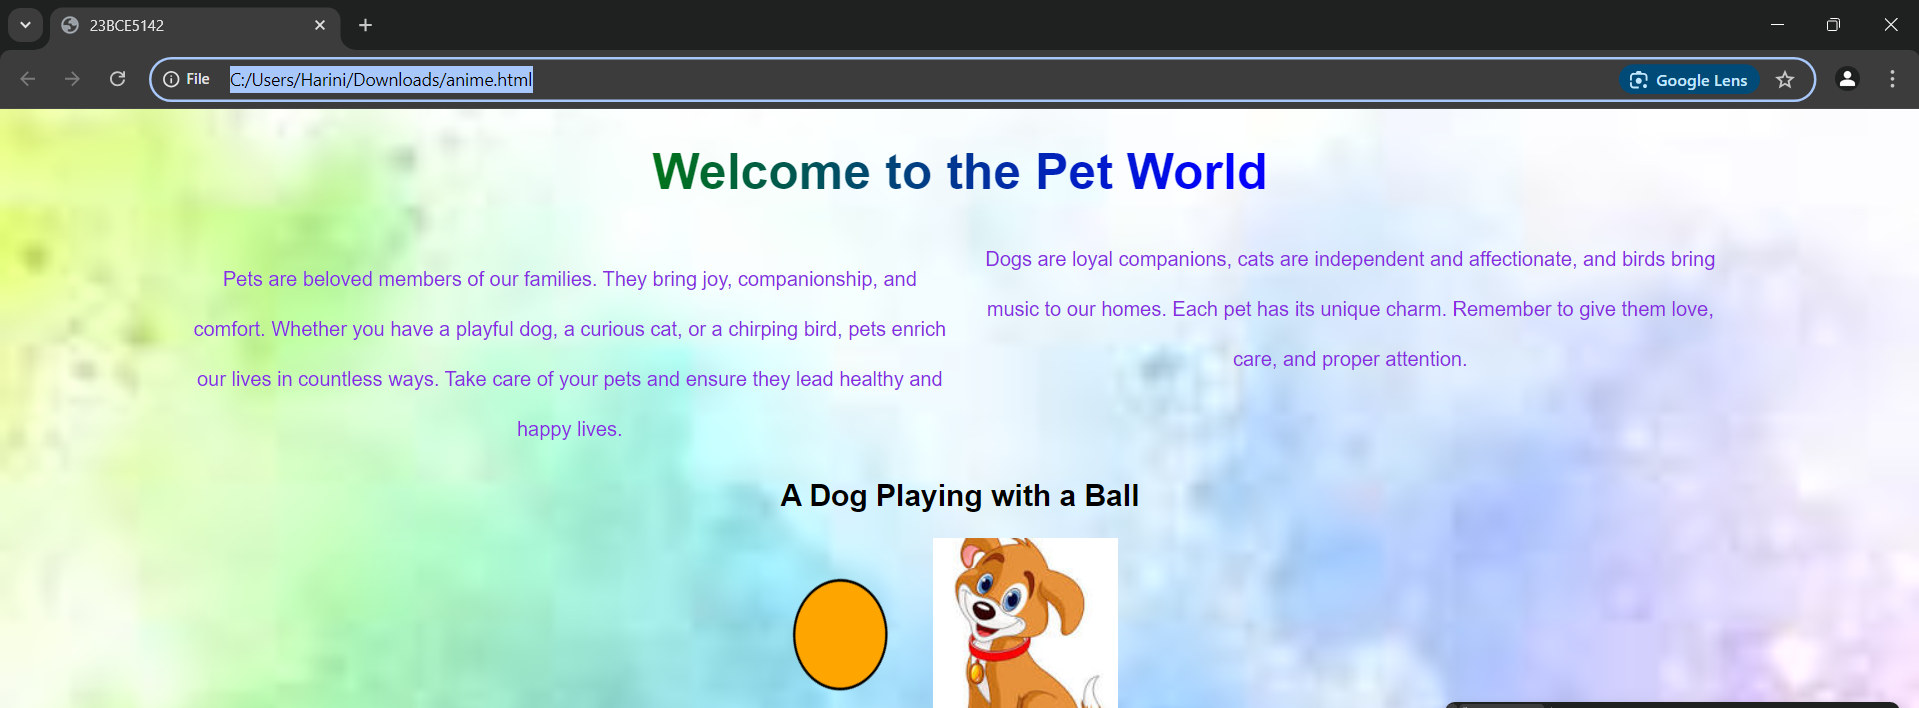 23BCE5142
File
C:/Users/Harini/Downloads/anime.html
Google Lens
Welcome to the Pet World
Pets are beloved members of our families. They bring joy, companionship, and
comfort. Whether you have a playful dog, a curious cat, or a chirping bird, pets enrich
our lives in countless ways. Take care of your pets and ensure they lead healthy and
happy lives.
Dogs are loyal companions, cats are independent and affectionate, and birds bring
music to our homes. Each pet has its unique charm. Remember to give them love,
care, and proper attention.
A Dog Playing with a Ball